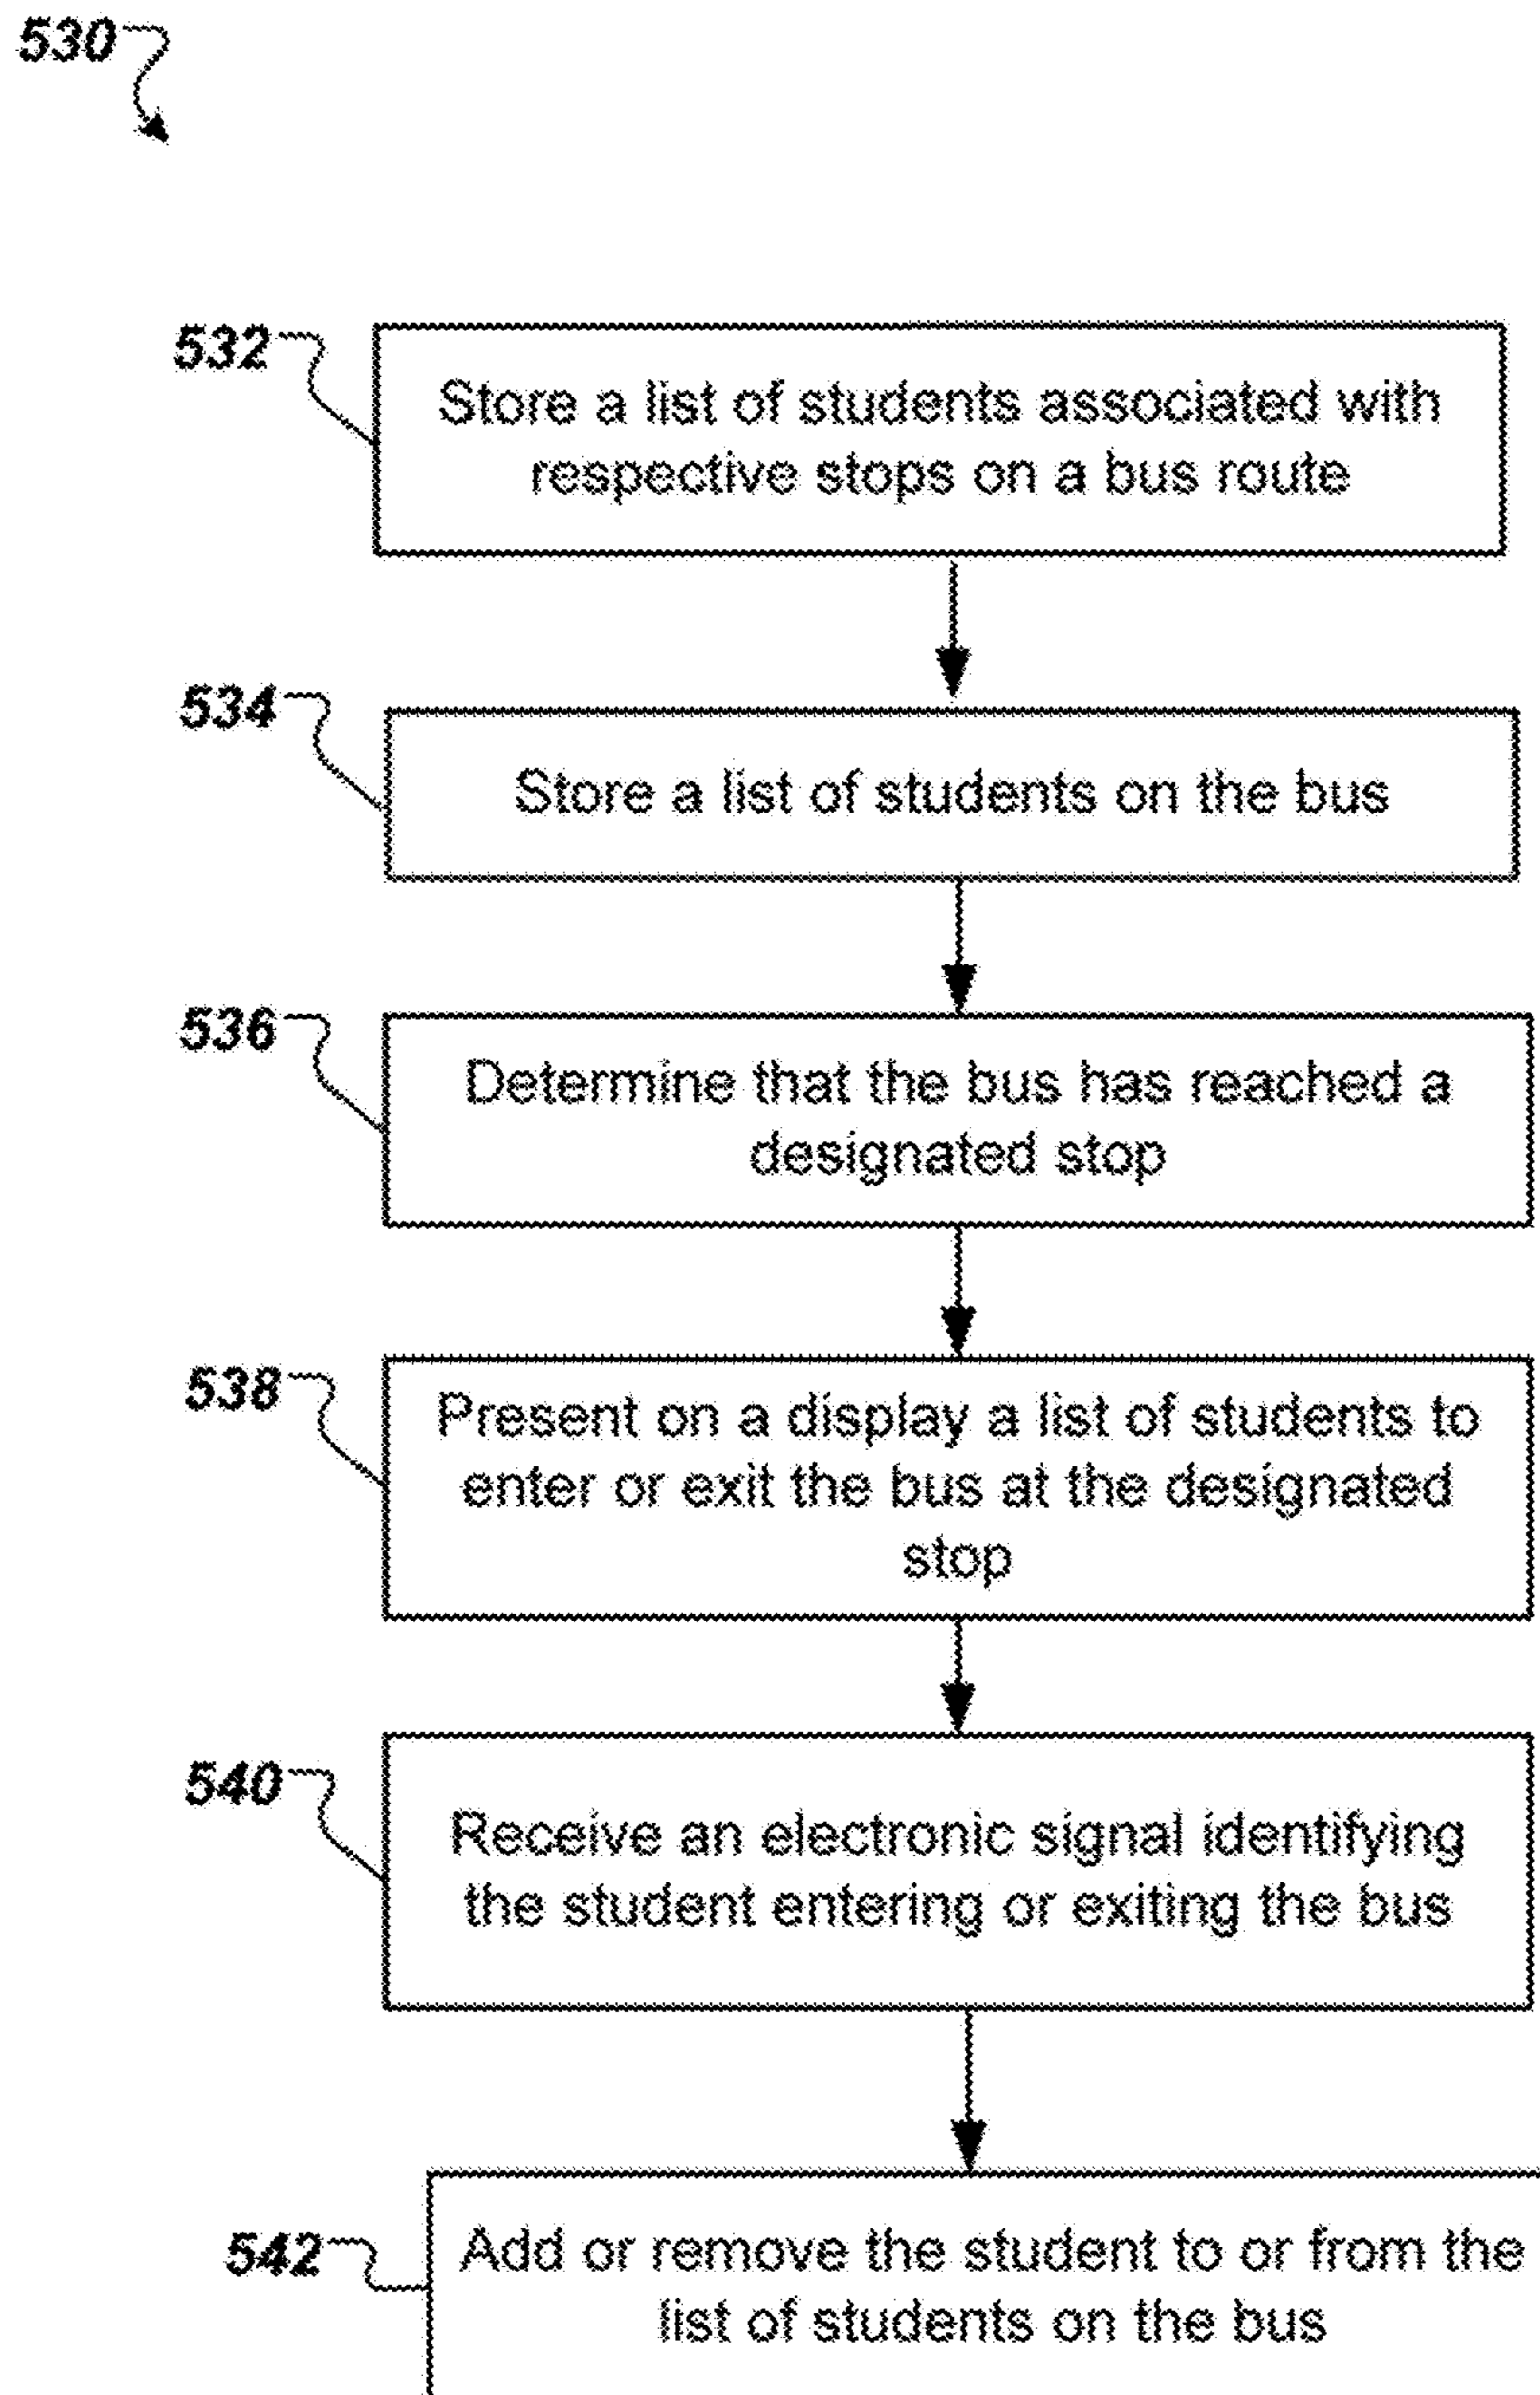 530
532
Store a list of students associated with
respective stops on a bus route
534
Store a list of students on the bus
536
Determine that the bus has reached a
designated stop
538
Present on a display a list of students to
enter or exit the bus at the designated
stop
540
Receive an electronic signal identifying
the student entering or exiting the bus
542
Add or remove the student to or from the
list of students on the bus